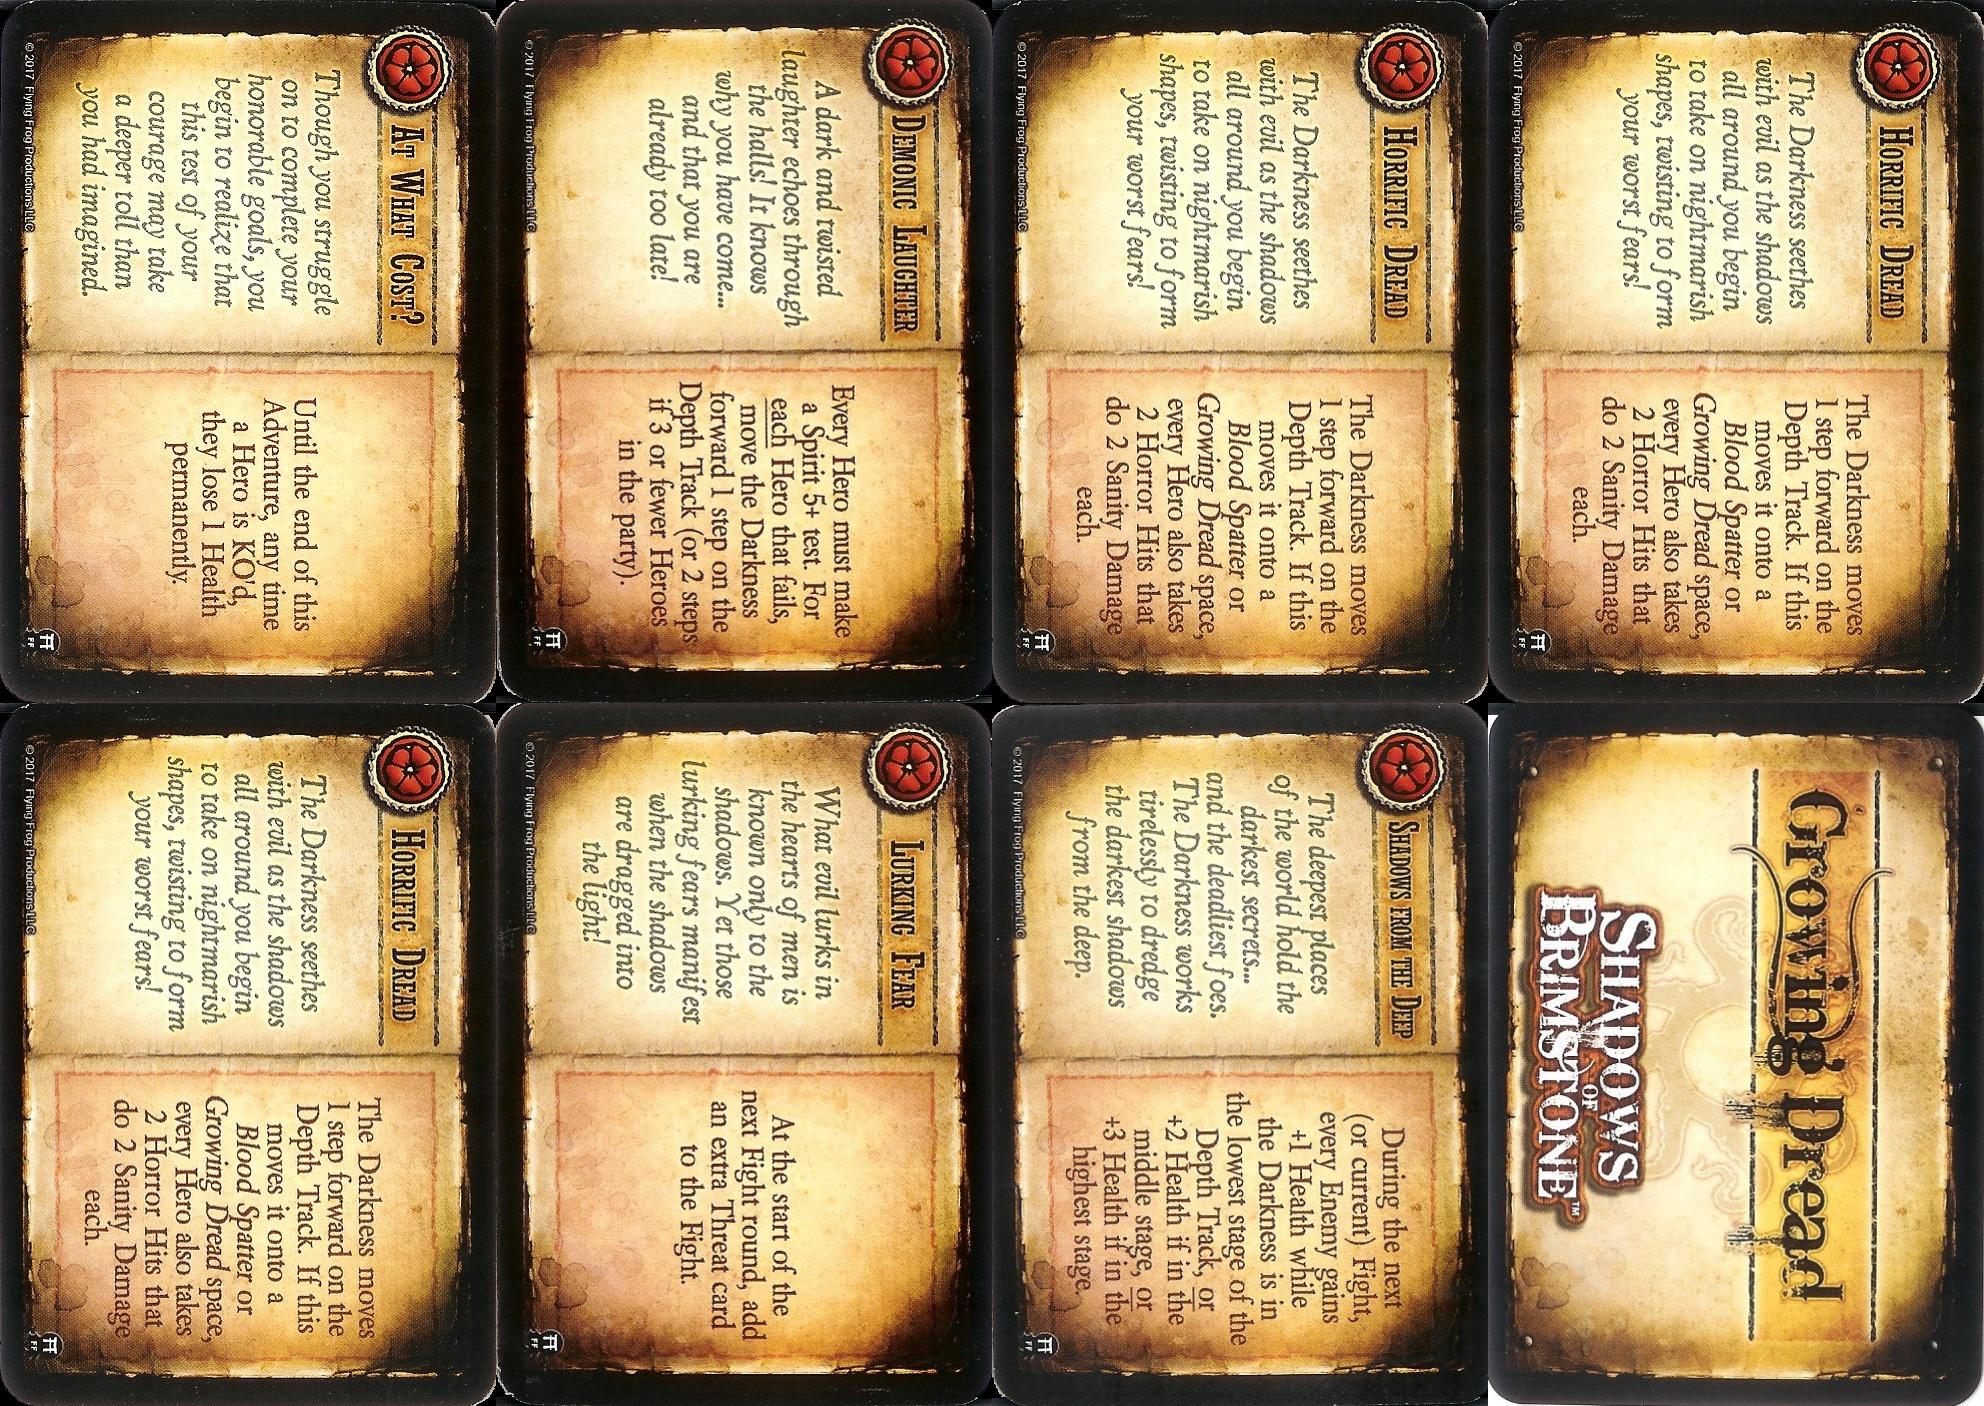 At What Cost?
Though you struggle
on to complete your
honorable goals, you
begin to realize that
this test of your
courage may take
a deeper toll than
you had imagined.
Until the end of this
Adventure, any time
a Hero is KO'd,
they lose 1 Health
permanently.
© 2017 Flying Frog Productions LLC
FF
Demonic Laughter
A dark and twisted
laughter echoes through
the halls! It knows
why you have come...
and that you are
already too late!
Every Hero must make
a Spirit 5+ test. For
each Hero that fails,
move the Darkness
forward 1 step on the
Depth Track (or 2 steps
if 3 or fewer Heroes
in the party).
© 2017 Flying Frog Productions LLC
FF
Horrific Dread
The Darkness seethes
with evil as the shadows
all around you begin
to take on nightmarish
shapes, twisting to form
your worst fears!
The Darkness moves
1 step forward on the
Depth Track. If this
moves it onto a
Blood Spatter or
Growing Dread space,
every Hero also takes
2 Horror Hits that
do 2 Sanity Damage
each.
© 2017 Flying Frog Productions LLC
FF
Horrific Dread
The Darkness seethes
with evil as the shadows
all around you begin
to take on nightmarish
shapes, twisting to form
your worst fears!
The Darkness moves
1 step forward on the
Depth Track. If this
moves it onto a
Blood Spatter or
Growing Dread space,
every Hero also takes
2 Horror Hits that
do 2 Sanity Damage
each.
© 2017 Flying Frog Productions LLC
FF
Horrific Dread
The Darkness seethes
with evil as the shadows
all around you begin
to take on nightmarish
shapes, twisting to form
your worst fears!
The Darkness moves
1 step forward on the
Depth Track. If this
moves it onto a
Blood Spatter or
Growing Dread space,
every Hero also takes
2 Horror Hits that
do 2 Sanity Damage
each.
© 2017 Flying Frog Productions LLC
FF
Lurking Fear
What evil lurks in
the hearts of men is
known only to the
shadows. Yet those
lurking fears manifest
when the shadows
are dragged into
the light!
At the start of the
next Fight round, add
an extra Threat card
to the Fight.
© 2017 Flying Frog Productions LLC
FF
Shadows from the Deep
The deepest places
of the world hold the
darkest secrets...
and the deadliest foes.
The Darkness works
tirelessly to dredge
the darkest shadows
from the deep.
During the next
(or current) Fight,
every Enemy gains
+1 Health while
the Darkness is in
the lowest stage of the
Depth Track, or
+2 Health if in the
middle stage, or
+3 Health if in the
highest stage.
© 2017 Flying Frog Productions LLC
FF
Growing Dread
Shadows
of
Brimstone™